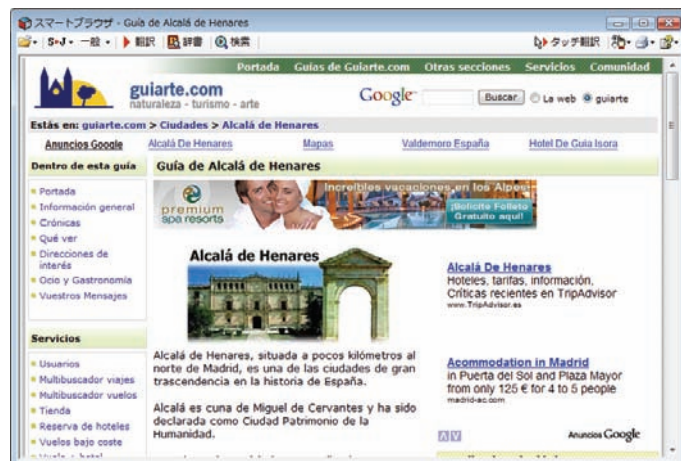 スマートブラウザ - Guía de Alcalá de Henares
S▸J 一般 翻訳 辞書 検索 タッチ翻訳
Portada Guías de Guiarte.com Otras secciones Servicios Comunidad
guiarte.com
naturaleza - turismo - arte
Google Buscar La web guiarte
Estás en: guiarte.com > Ciudades > Alcalá de Henares
Anuncios Google Alcalá De Henares Mapas Valdemoro España Hotel De Guia Isora
Dentro de esta guía
Portada
Información general
Crónicas
Qué ver
Direcciones de
interés
Ocio y Gastronomía
Vuestros Mensajes
Servicios
Usuarios
Multibuscador viajes
Multibuscador vuelos
Tienda
Reserva de hoteles
Vuelos bajo coste
Guía de Alcalá de Henares
premium
spa resorts
Increíbles vacaciones en los Alpes
¡Solicite Folleto
Gratuito aquí!
Alcalá de Henares
Alcalá de Henares, situada a pocos kilómetros al
norte de Madrid, es una de las ciudades de gran
trascendencia en la historia de España.
Alcalá es cuna de Miguel de Cervantes y ha sido
declarada como Ciudad Patrimonio de la
Humanidad.
Alcalá De Henares
Hoteles, tarifas, información,
Críticas recientes en TripAdvisor
www.TripAdvisor.es
Acommodation in Madrid
in Puerta del Sol and Plaza Mayor
from only 125 € for 4 to 5 people
madrid-ac.com
Anuncios Google